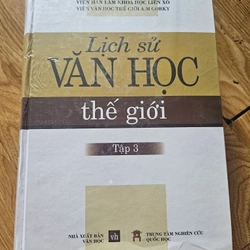 VIỆN HÀN LÂM KHOA HỌC LIÊN XÔ
VIỆN VĂN HỌC THẾ GIỚI A.M GORKY
Lịch sử
VĂN HỌC
thế giới
Tập 3
NHÀ XUẤT BẢN
VĂN HỌC
vh
TRUNG TÂM NGHIÊN CỨU
QUỐC HỌC